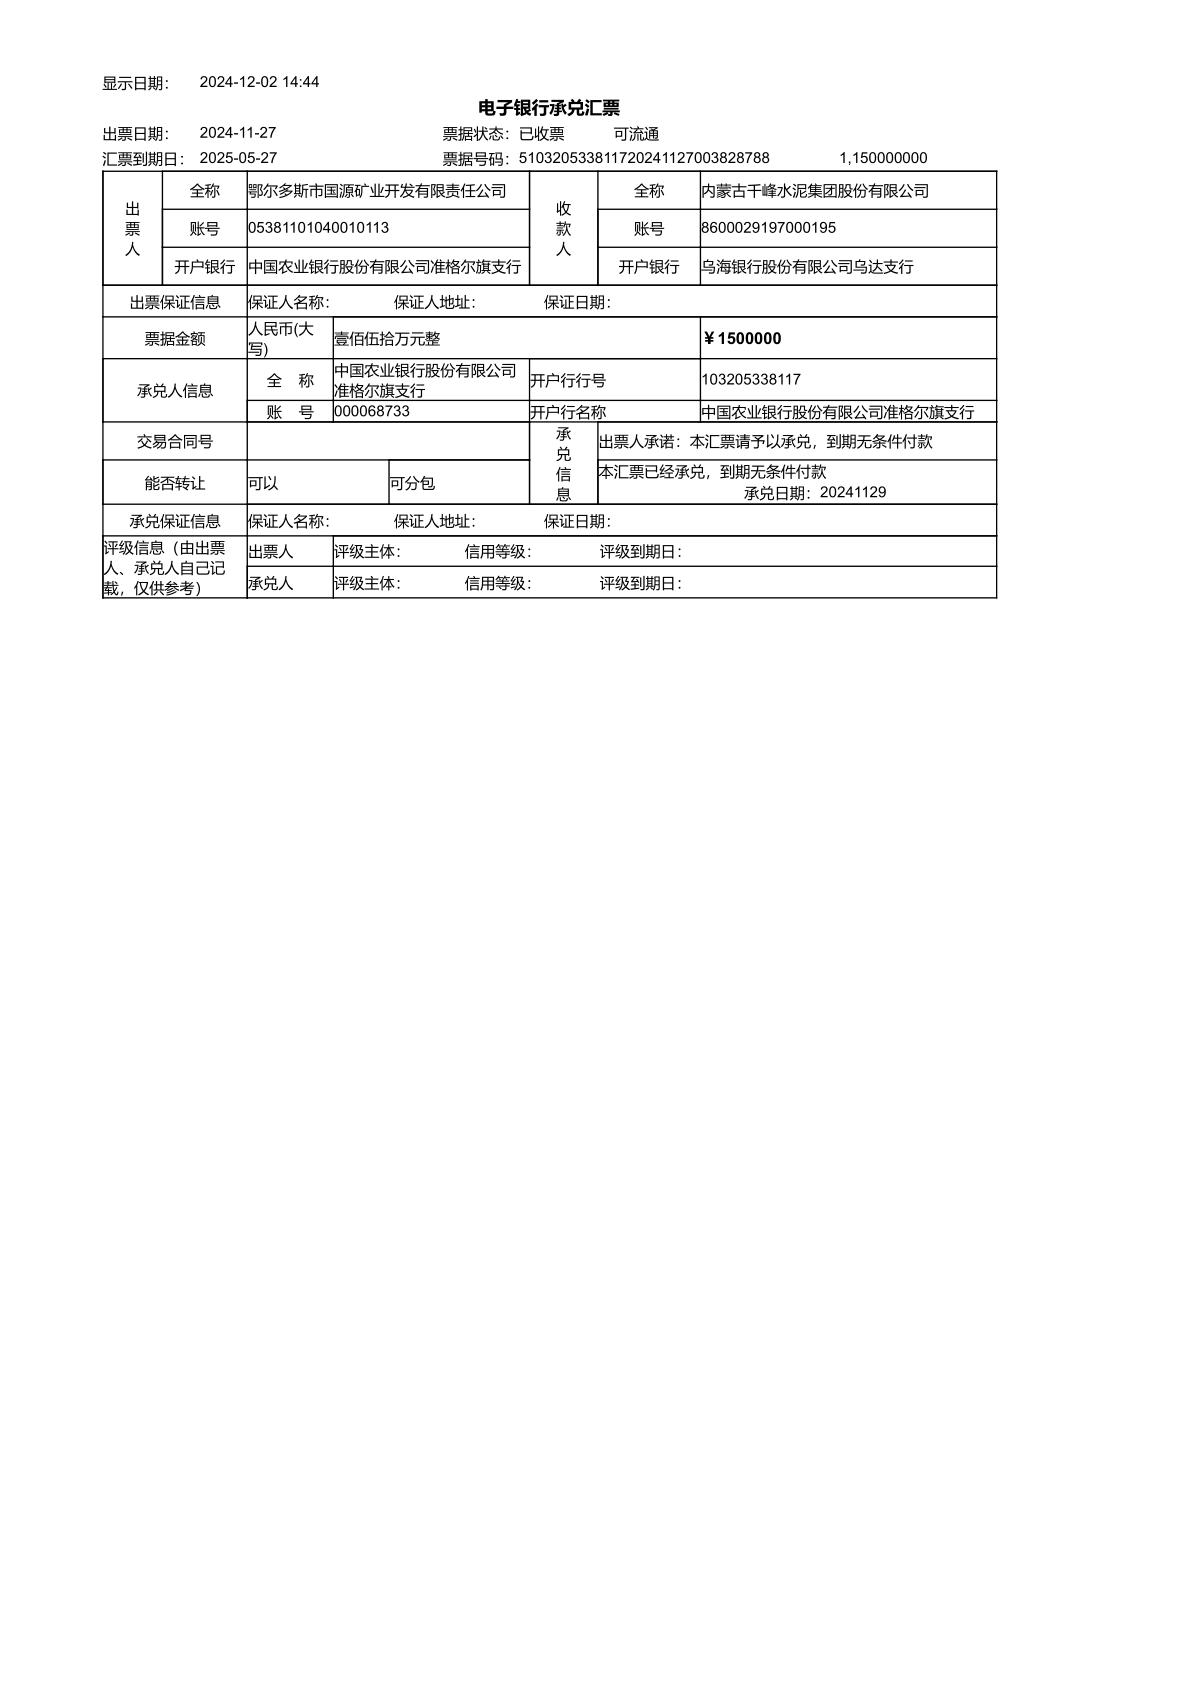 显示日期： 2024-12-02 14:44
电子银行承兑汇票
出票日期： 2024-11-27 票据状态：已收票 可流通
汇票到期日： 2025-05-27 票据号码：510320533811720241127003828788 1,150000000
出票人 全称 鄂尔多斯市国源矿业开发有限责任公司 收款人 全称 内蒙古千峰水泥集团股份有限公司
账号 05381101040010113 账号 8600029197000195
开户银行 中国农业银行股份有限公司准格尔旗支行 开户银行 乌海银行股份有限公司乌达支行
出票保证信息 保证人名称： 保证人地址： 保证日期：
票据金额 人民币(大写) 壹佰伍拾万元整 ￥1500000
承兑人信息 全 称 中国农业银行股份有限公司准格尔旗支行 开户行行号 103205338117
账 号 000068733 开户行名称 中国农业银行股份有限公司准格尔旗支行
交易合同号 承兑信息 出票人承诺：本汇票请予以承兑，到期无条件付款
能否转让 可以 可分包 本汇票已经承兑，到期无条件付款
承兑日期：20241129
承兑保证信息 保证人名称： 保证人地址： 保证日期：
评级信息（由出票人、承兑人自己记载，仅供参考） 出票人 评级主体： 信用等级： 评级到期日：
承兑人 评级主体： 信用等级： 评级到期日：